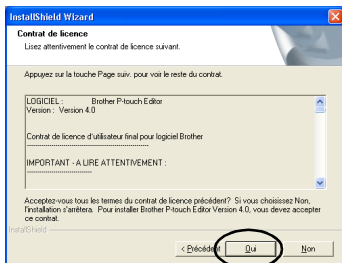 InstallShield Wizard
Contrat de licence
Lisez attentivement le contrat de licence suivant.
Appuyez sur la touche Page suiv. pour voir le reste du contrat.
LOGICIEL : Brother P-touch Editor
Version : Version 4.0
Contrat de licence d'utilisateur final pour logiciel Brother
----------------------------------------
IMPORTANT - A LIRE ATTENTIVEMENT :
----------------------------
Acceptez-vous tous les termes du contrat de licence précédent? Si vous choisissez Non,
l'installation s'arrêtera. Pour installer Brother P-touch Editor Version 4.0, vous devez accepter
ce contrat.
InstallShield
< Précédent Oui Non